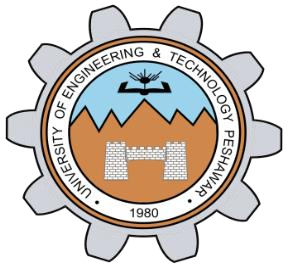 UNIVERSITY OF ENGINEERING & TECHNOLOGY PESHAWAR
1980